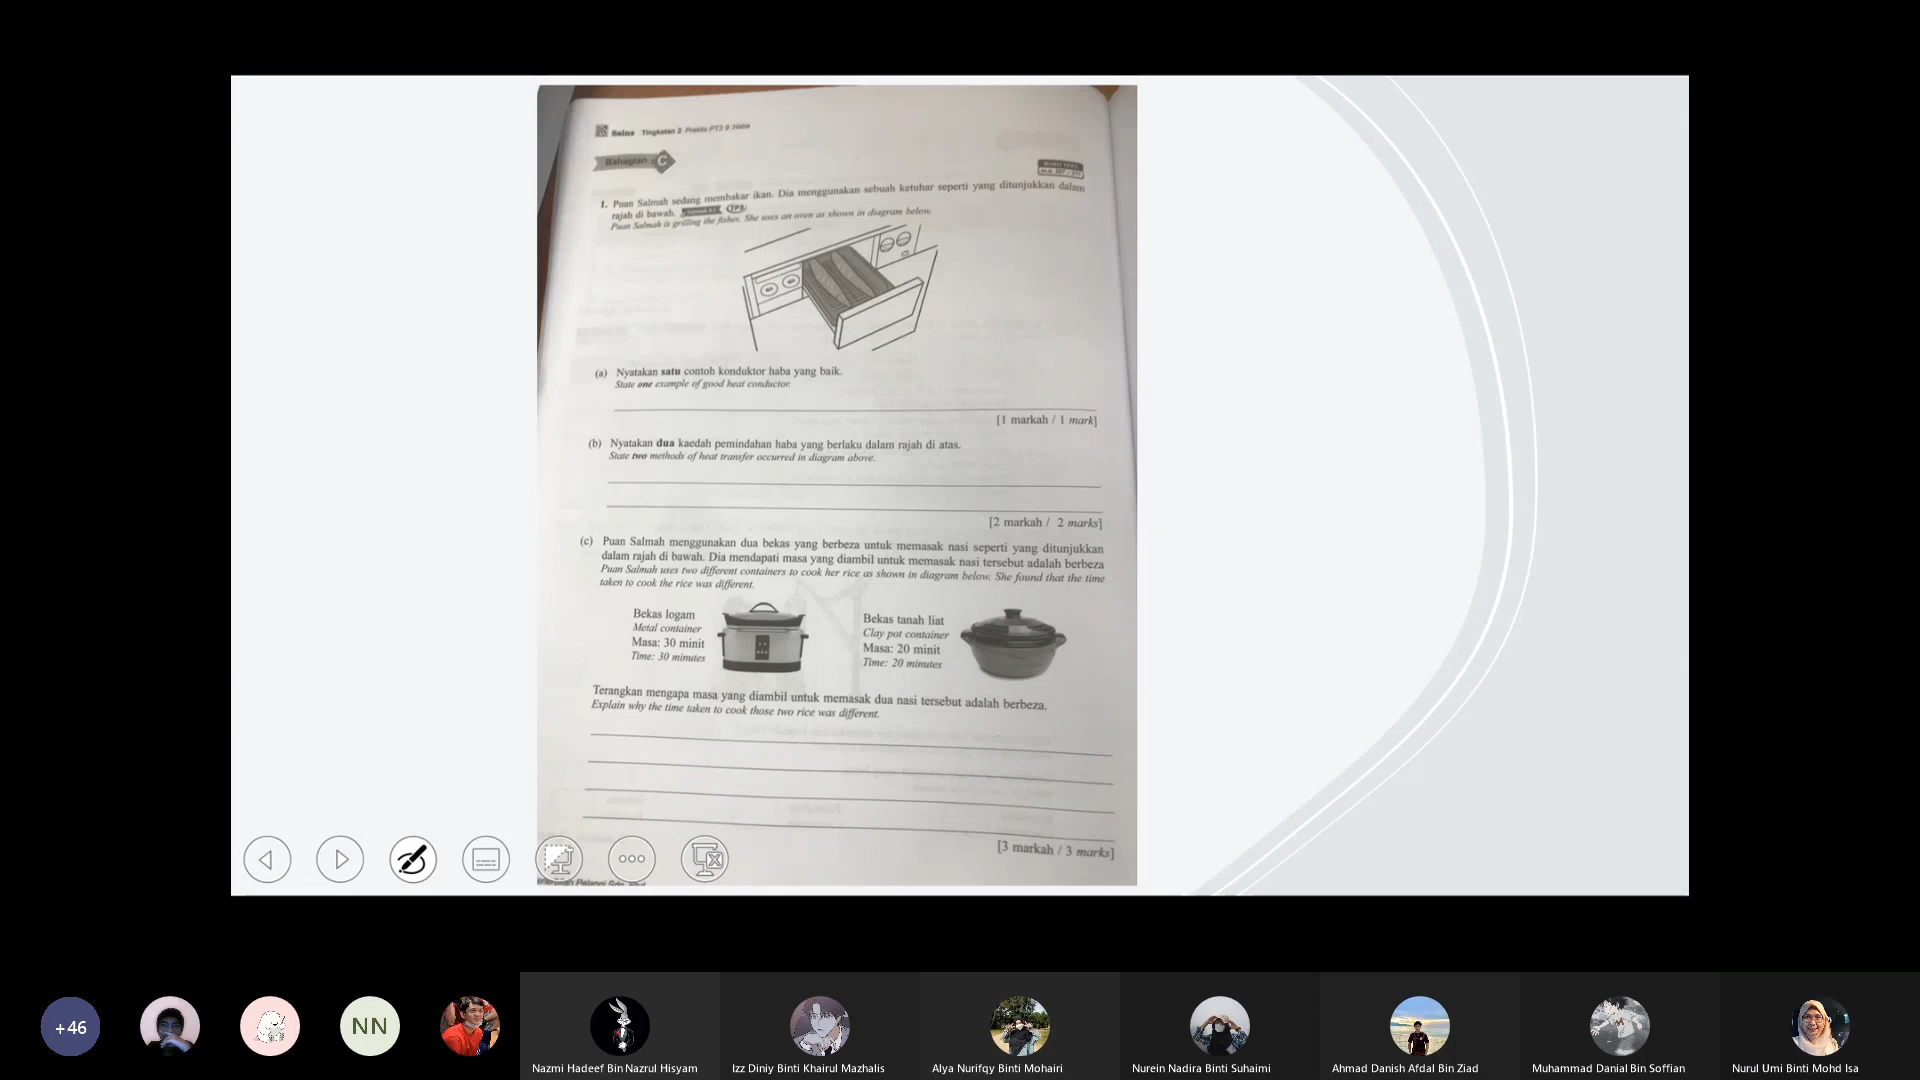 Sains Tingkatan 2 Praktis PT3 9: Haba
Bahagian C
BUKU TEKS
1. Puan Salmah sedang membakar ikan. Dia menggunakan sebuah ketuhar seperti yang ditunjukkan dalam
rajah di bawah. TP3
Puan Salmah is grilling the fishes. She uses an oven as shown in diagram below.
(a) Nyatakan satu contoh konduktor haba yang baik.
State one example of good heat conductor.
[1 markah / 1 mark]
(b) Nyatakan dua kaedah pemindahan haba yang berlaku dalam rajah di atas.
State two methods of heat transfer occurred in diagram above.
[2 markah / 2 marks]
(c) Puan Salmah menggunakan dua bekas yang berbeza untuk memasak nasi seperti yang ditunjukkan
dalam rajah di bawah. Dia mendapati masa yang diambil untuk memasak nasi tersebut adalah berbeza
Puan Salmah uses two different containers to cook her rice as shown in diagram below. She found that the time
taken to cook the rice was different.
Bekas logam
Metal container
Masa: 30 minit
Time: 30 minutes
Bekas tanah liat
Clay pot container
Masa: 20 minit
Time: 20 minutes
Terangkan mengapa masa yang diambil untuk memasak dua nasi tersebut adalah berbeza.
Explain why the time taken to cook those two rice was different.
[3 markah / 3 marks]
Pelangi Sdn. Bhd.
+46
NN
Nazmi Hadeef Bin Nazrul Hisyam
Izz Diniy Binti Khairul Mazhalis
Alya Nurifqy Binti Mohairi
Nurein Nadira Binti Suhaimi
Ahmad Danish Afdal Bin Ziad
Muhammad Danial Bin Soffian
Nurul Umi Binti Mohd Isa